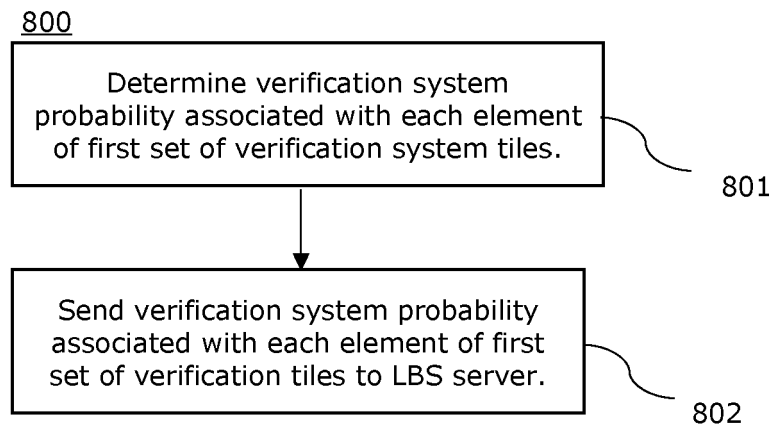 800
Determine verification system
probability associated with each element
of first set of verification system tiles.
801
Send verification system probability
associated with each element of first
set of verification tiles to LBS server.
802